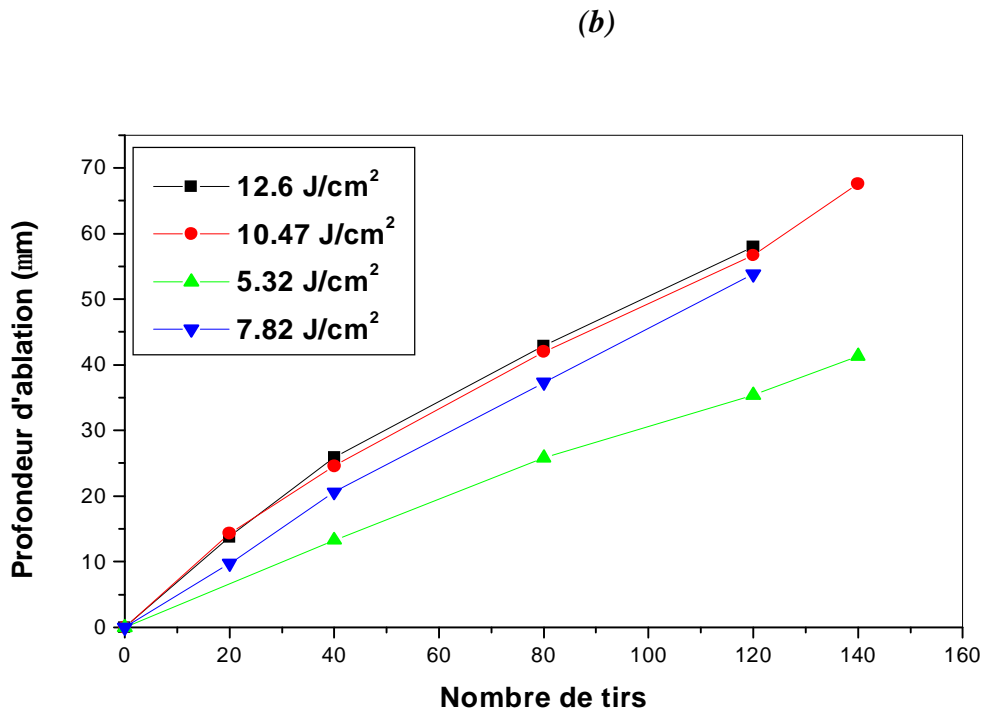 (b)
Profondeur d'ablation (mm)
70
60
50
40
30
20
10
0
12.6 J/cm²
10.47 J/cm²
5.32 J/cm²
7.82 J/cm²
0 20 40 60 80 100 120 140 160
Nombre de tirs